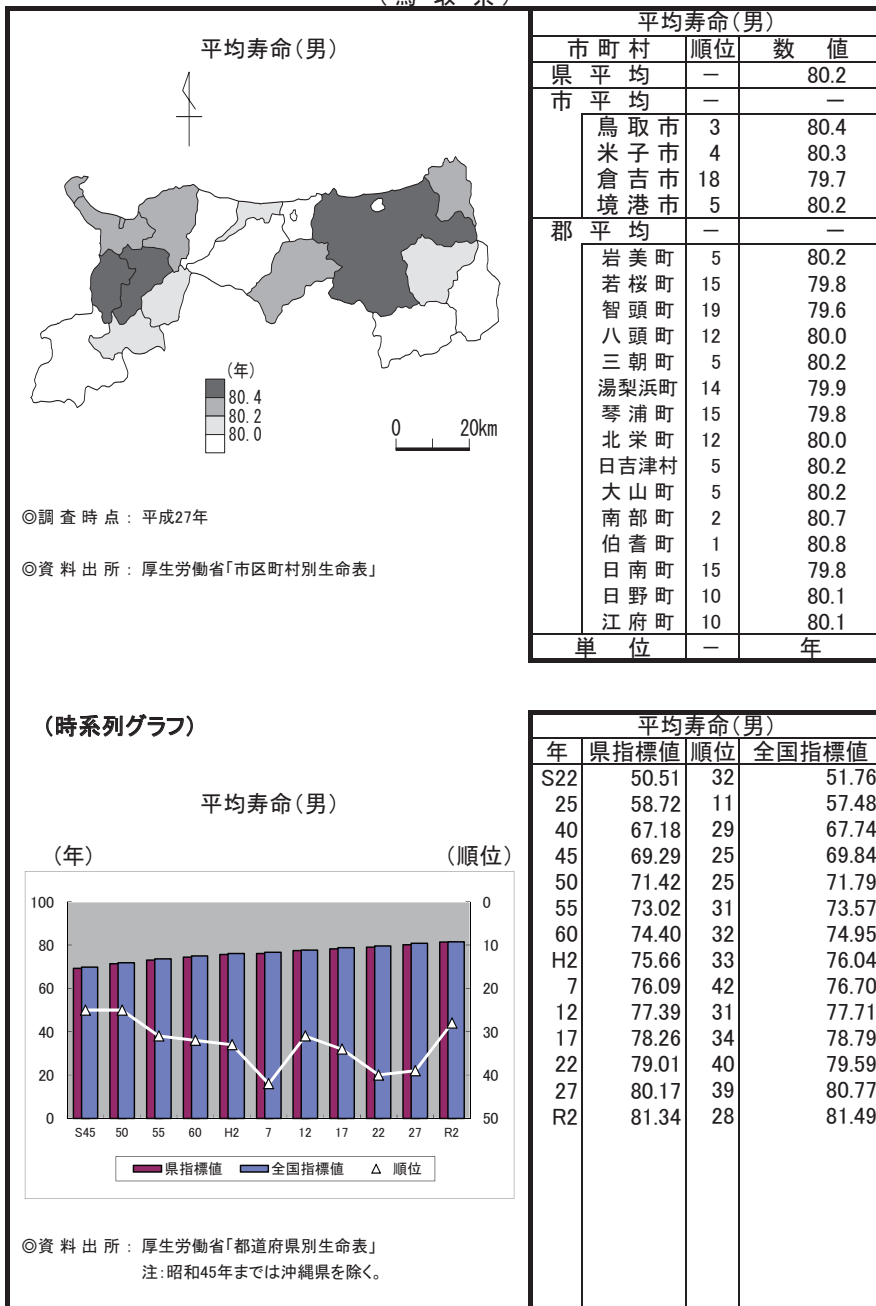 (鳥取県)
平均寿命(男)
(年)
80.4
80.2
80.0
0 20km
◎調査時点: 平成27年
◎資料出所: 厚生労働省「市区町村別生命表」
平均寿命(男)
市町村 順位 数値
県平均 － 80.2
市平均 － －
鳥取市 3 80.4
米子市 4 80.3
倉吉市 18 79.7
境港市 5 80.2
郡平均 － －
岩美町 5 80.2
若桜町 15 79.8
智頭町 19 79.6
八頭町 12 80.0
三朝町 5 80.2
湯梨浜町 14 79.9
琴浦町 15 79.8
北栄町 12 80.0
日吉津村 5 80.2
大山町 5 80.2
南部町 2 80.7
伯耆町 1 80.8
日南町 15 79.8
日野町 10 80.1
江府町 10 80.1
単位 － 年
(時系列グラフ)
平均寿命(男)
(年) (順位)
100 0
80 10
60 20
40 30
20 40
0 50
S45 50 55 60 H2 7 12 17 22 27 R2
県指標値 全国指標値 △ 順位
◎資料出所: 厚生労働省「都道府県別生命表」
注:昭和45年までは沖縄県を除く。
平均寿命(男)
年 県指標値 順位 全国指標値
S22 50.51 32 51.76
25 58.72 11 57.48
40 67.18 29 67.74
45 69.29 25 69.84
50 71.42 25 71.79
55 73.02 31 73.57
60 74.40 32 74.95
H2 75.66 33 76.04
7 76.09 42 76.70
12 77.39 31 77.71
17 78.26 34 78.79
22 79.01 40 79.59
27 80.17 39 80.77
R2 81.34 28 81.49